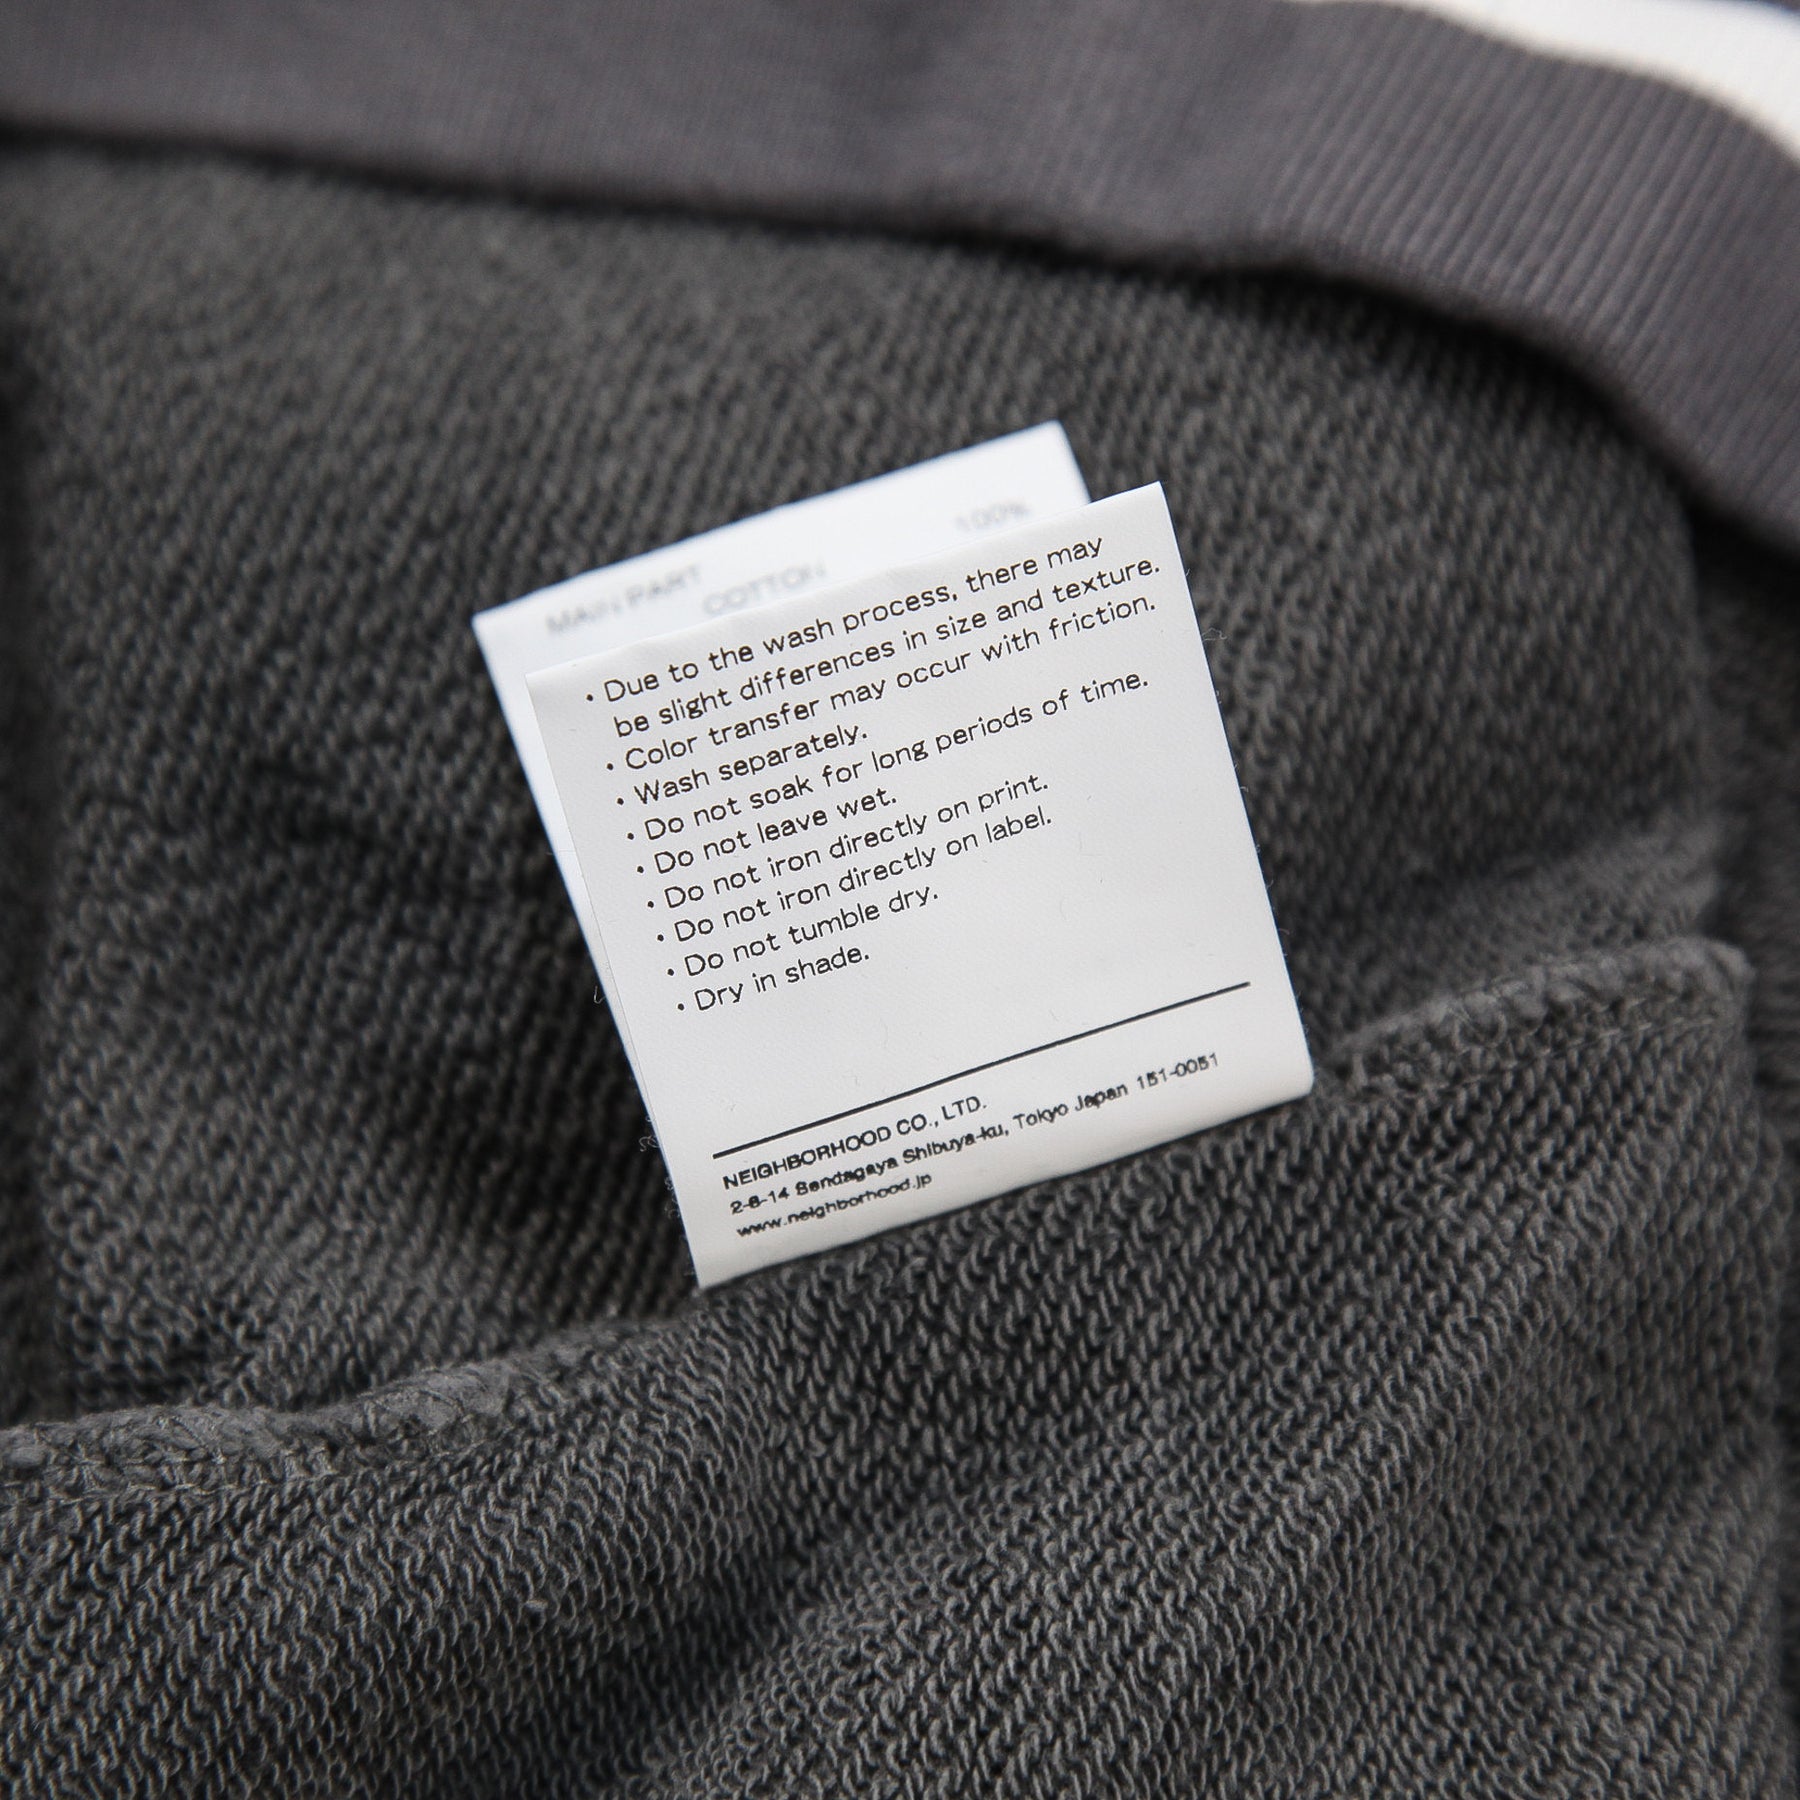 MAIN PART
COTTON 100%
• Due to the wash process, there may
be slight differences in size and texture.
• Color transfer may occur with friction.
• Wash separately.
• Do not soak for long periods of time.
• Do not leave wet.
• Do not iron directly on print.
• Do not iron directly on label.
• Do not tumble dry.
• Dry in shade.
NEIGHBORHOOD CO., LTD.
2-6-14 Sendagaya Shibuya-ku, Tokyo Japan 151-0051
www.neighborhood.jp